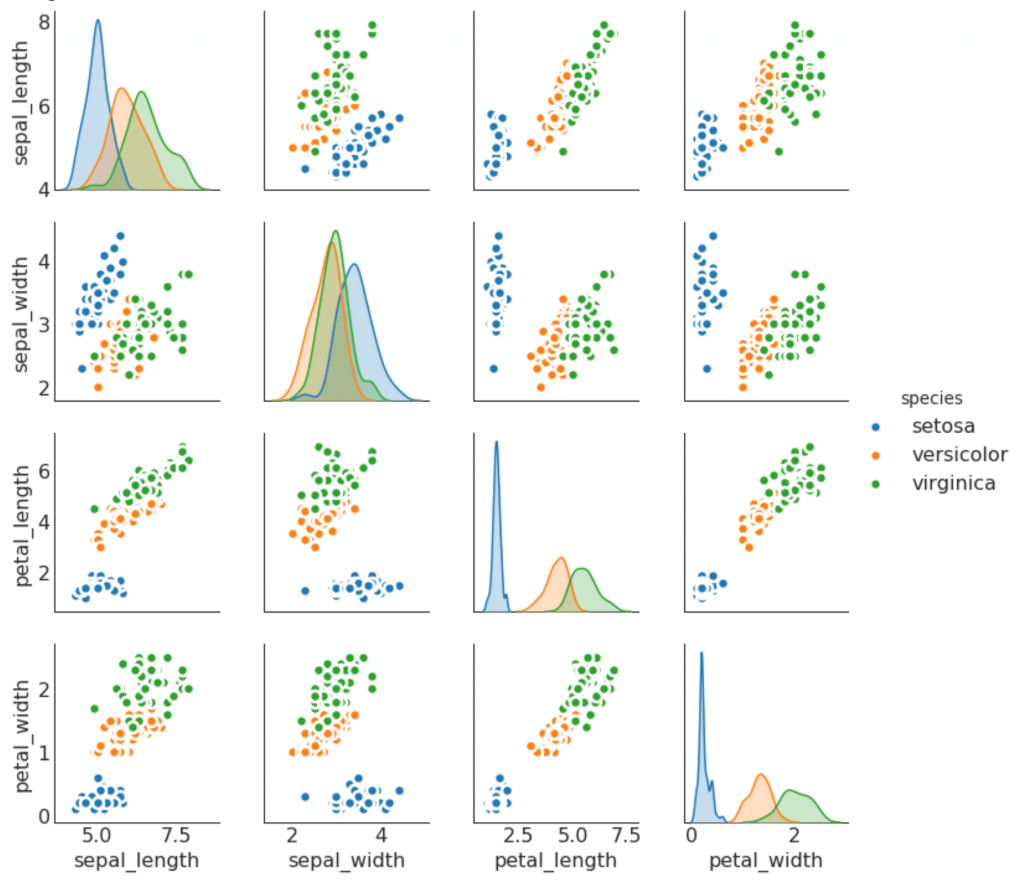 8
sepal_length
6
4
4
sepal_width
3
2
species
setosa
versicolor
virginica
6
petal_length
4
2
2
petal_width
1
0
5.0 7.5 2 4 2.5 5.0 7.5 0 2
sepal_length sepal_width petal_length petal_width